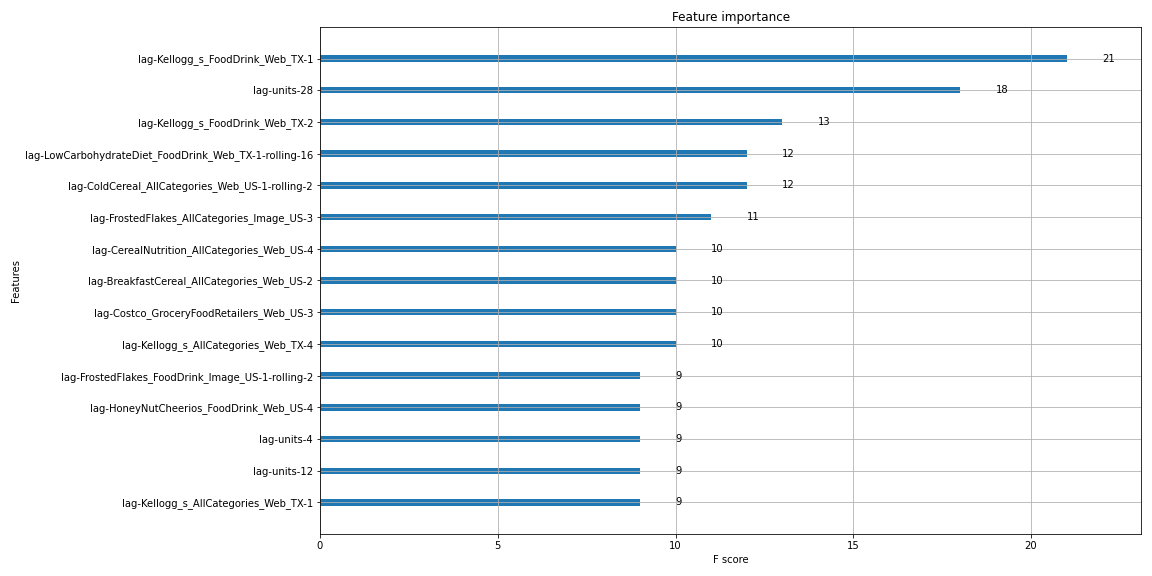 Feature importance
lag-Kellogg_s_FoodDrink_Web_TX-1 21
lag-units-28 18
lag-Kellogg_s_FoodDrink_Web_TX-2 13
lag-LowCarbohydrateDiet_FoodDrink_Web_TX-1-rolling-16 12
lag-ColdCereal_AllCategories_Web_US-1-rolling-2 12
lag-FrostedFlakes_AllCategories_Image_US-3 11
lag-CerealNutrition_AllCategories_Web_US-4 10
lag-BreakfastCereal_AllCategories_Web_US-2 10
lag-Costco_GroceryFoodRetailers_Web_US-3 10
lag-Kellogg_s_AllCategories_Web_TX-4 10
lag-FrostedFlakes_FoodDrink_Image_US-1-rolling-2 9
lag-HoneyNutCheerios_FoodDrink_Web_US-4 9
lag-units-4 9
lag-units-12 9
lag-Kellogg_s_AllCategories_Web_TX-1 9
Features
0 5 10 15 20
F score